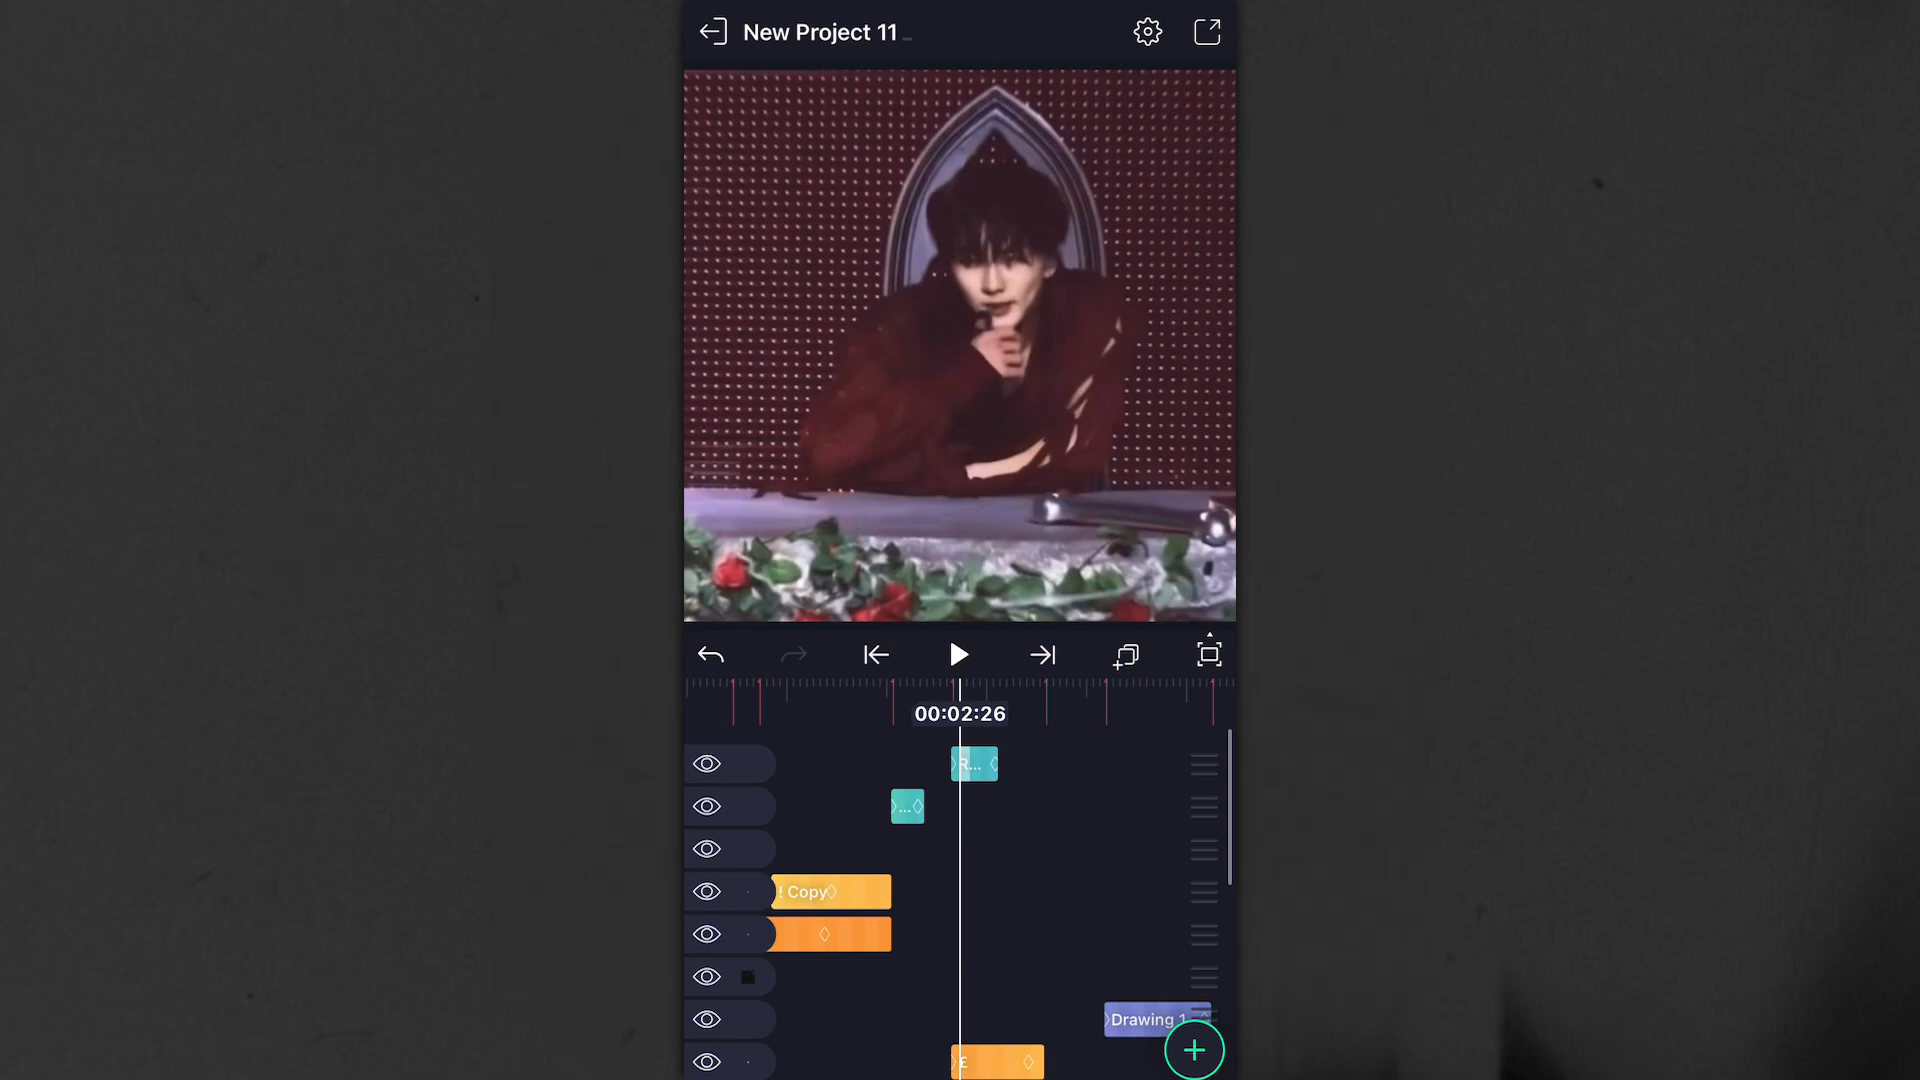 New Project 11
00:02:26
R...
...
! Copy
Drawing 1
£